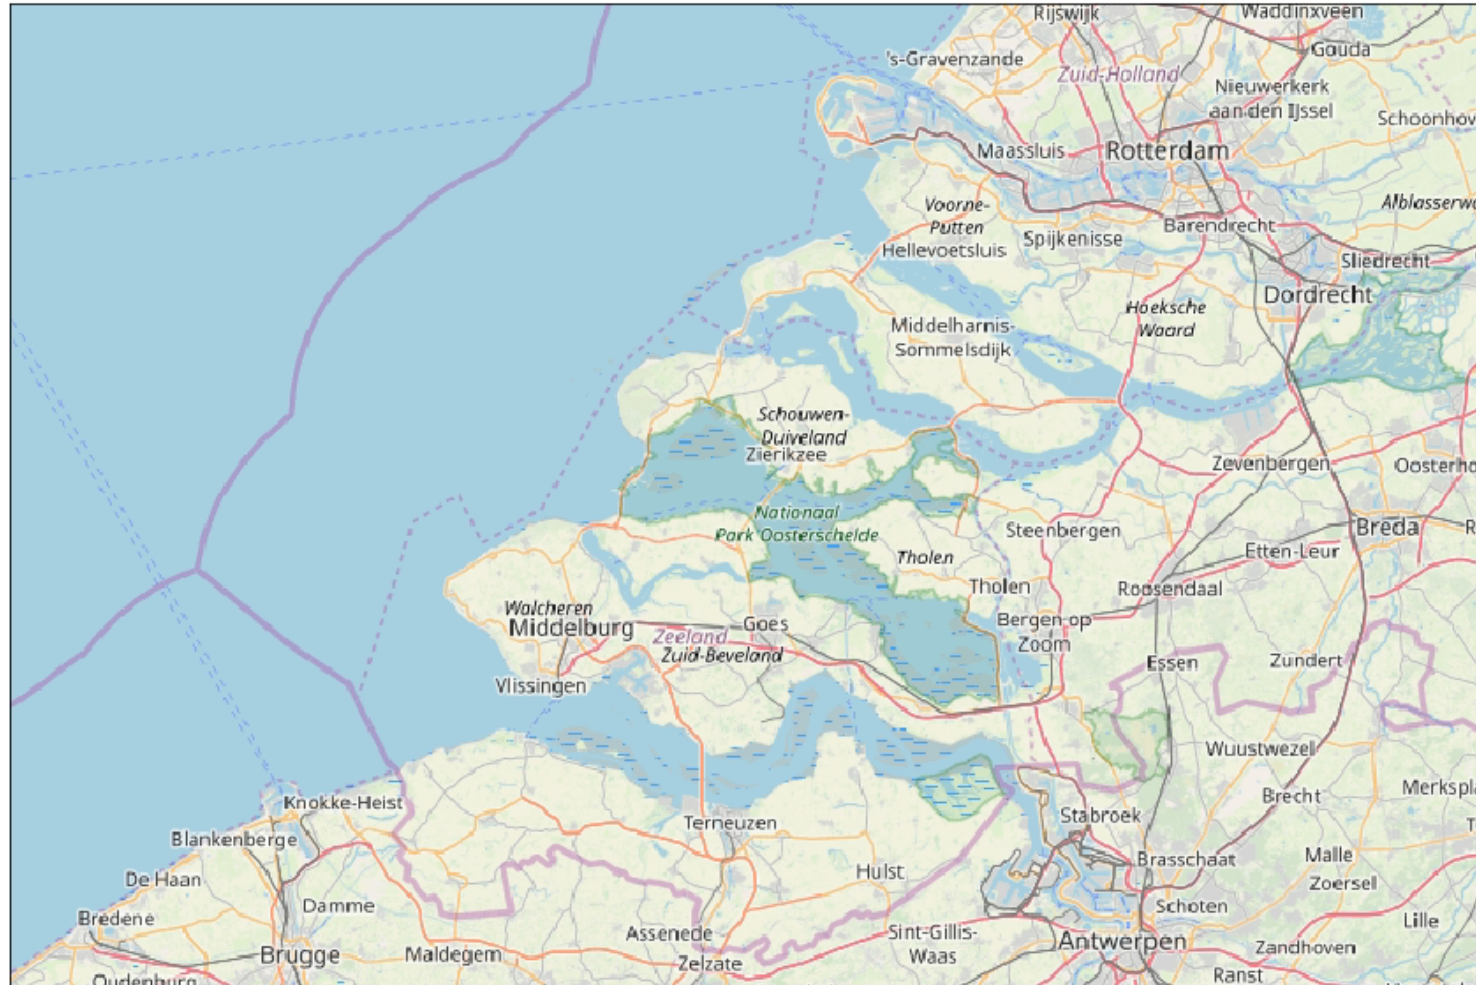 Rijswijk
Waddinxveen
Gouda
's-Gravenzande
Zuid-Holland
Nieuwerkerk
aan den IJssel
Schoonhov
Maassluis
Rotterdam
Voorne-
Putten
Alblasserwa
Hellevoetsluis
Spijkenisse
Barendrecht
Sliedrecht
Dordrecht
Hoeksche
Waard
Middelharnis-
Sommelsdijk
Schouwen-
Duiveland
Zierikzee
Zevenbergen
Oosterho
Nationaal
Park Oosterschelde
Steenbergen
Breda
R
Etten-Leur
Tholen
Tholen
Roosendaal
Walcheren
Middelburg
Zeeland
Goes
Zuid-Beveland
Bergen op
Zoom
Essen
Zundert
Vlissingen
Wuustwezel
Knokke-Heist
Brecht
Merkspla
Blankenberge
Terneuzen
Stabroek
T
De Haan
Hulst
Brasschaat
Malle
Zoersel
Bredene
Damme
Schoten
Lille
Brugge
Maldegem
Assenede
Zelzate
Sint-Gillis-
Waas
Antwerpen
Zandhoven
Oudenburg
Ranst